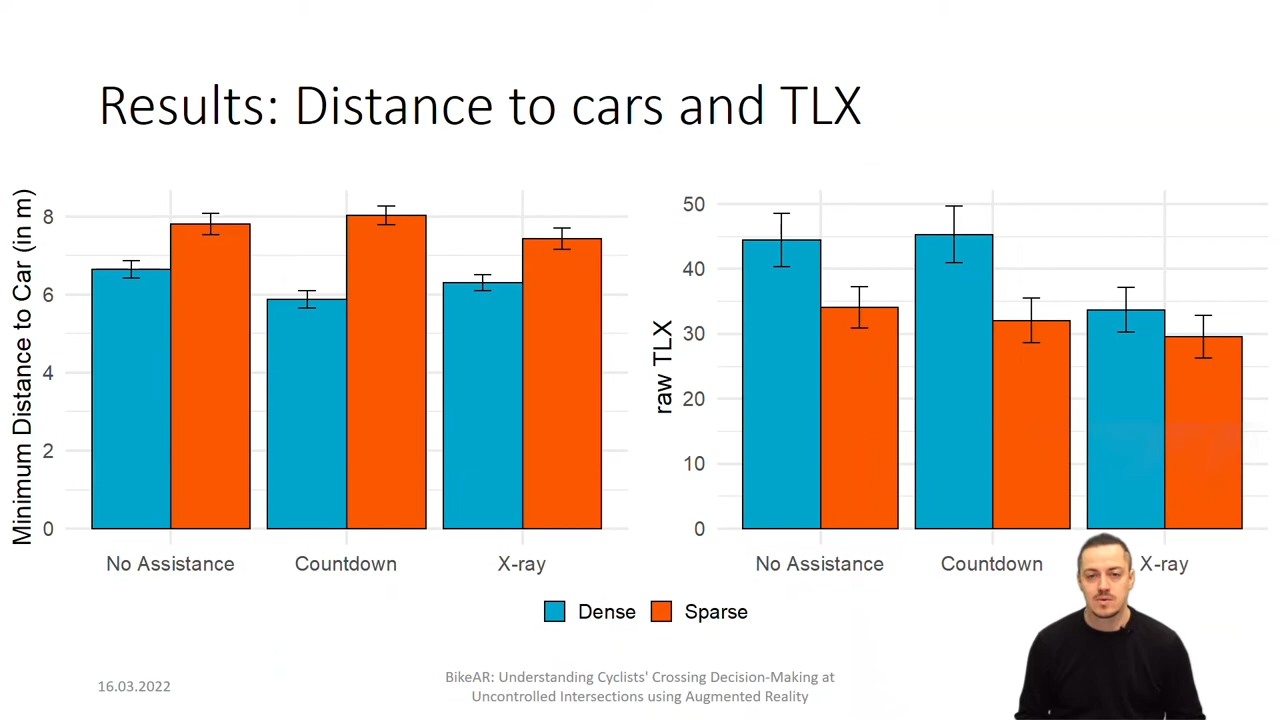 Results: Distance to cars and TLX
Minimum Distance to Car (in m)
8
6
4
2
0
No Assistance
Countdown
X-ray
raw TLX
50
40
30
20
10
0
No Assistance
Countdown
X-ray
Dense
Sparse
16.03.2022
BikeAR: Understanding Cyclists' Crossing Decision-Making at
Uncontrolled Intersections using Augmented Reality